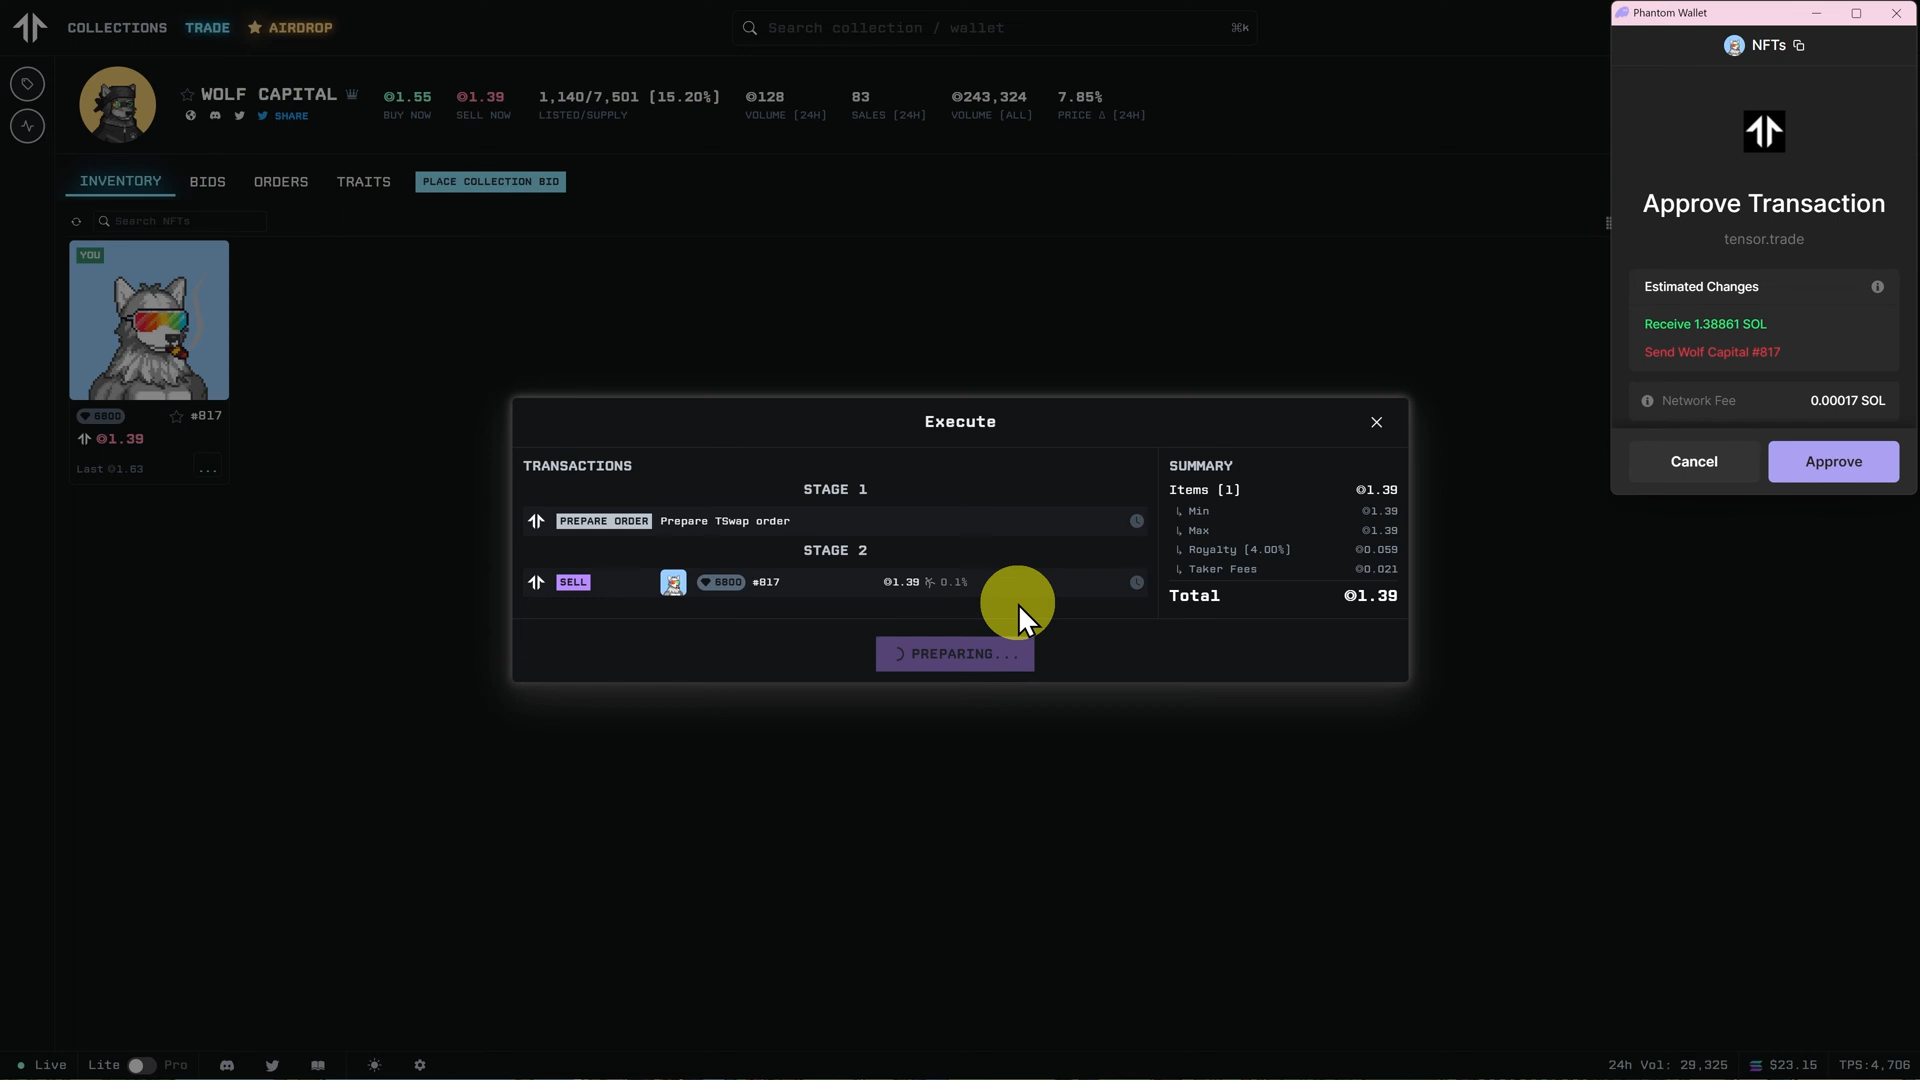 COLLECTIONS TRADE AIRDROP
Search collection / wallet ⌘K
WOLF CAPITAL
SHARE
◎1.55
BUY NOW
◎1.39
SELL NOW
1,140/7,501 [15.20%]
LISTED/SUPPLY
◎128
VOLUME [24H]
83
SALES [24H]
◎243,324
VOLUME [ALL]
7.85%
PRICE Δ [24H]
INVENTORY BIDS ORDERS TRAITS PLACE COLLECTION BID
Search NFTs
YOU
6800 #817
◎1.39
Last ◎1.63 ...
Execute
TRANSACTIONS
STAGE 1
PREPARE ORDER Prepare TSwap order
STAGE 2
SELL 6800 #817 ◎1.39 0.1%
SUMMARY
Items [1] ◎1.39
Min ◎1.39
Max ◎1.39
Royalty [4.00%] ◎0.059
Taker Fees ◎0.021
Total ◎1.39
PREPARING...
Phantom Wallet
NFTs
Approve Transaction
tensor.trade
Estimated Changes
Receive 1.38861 SOL
Send Wolf Capital #817
Network Fee 0.00017 SOL
Cancel Approve
Live Lite Pro
24h Vol: 29,325 $23.15 TPS:4,706